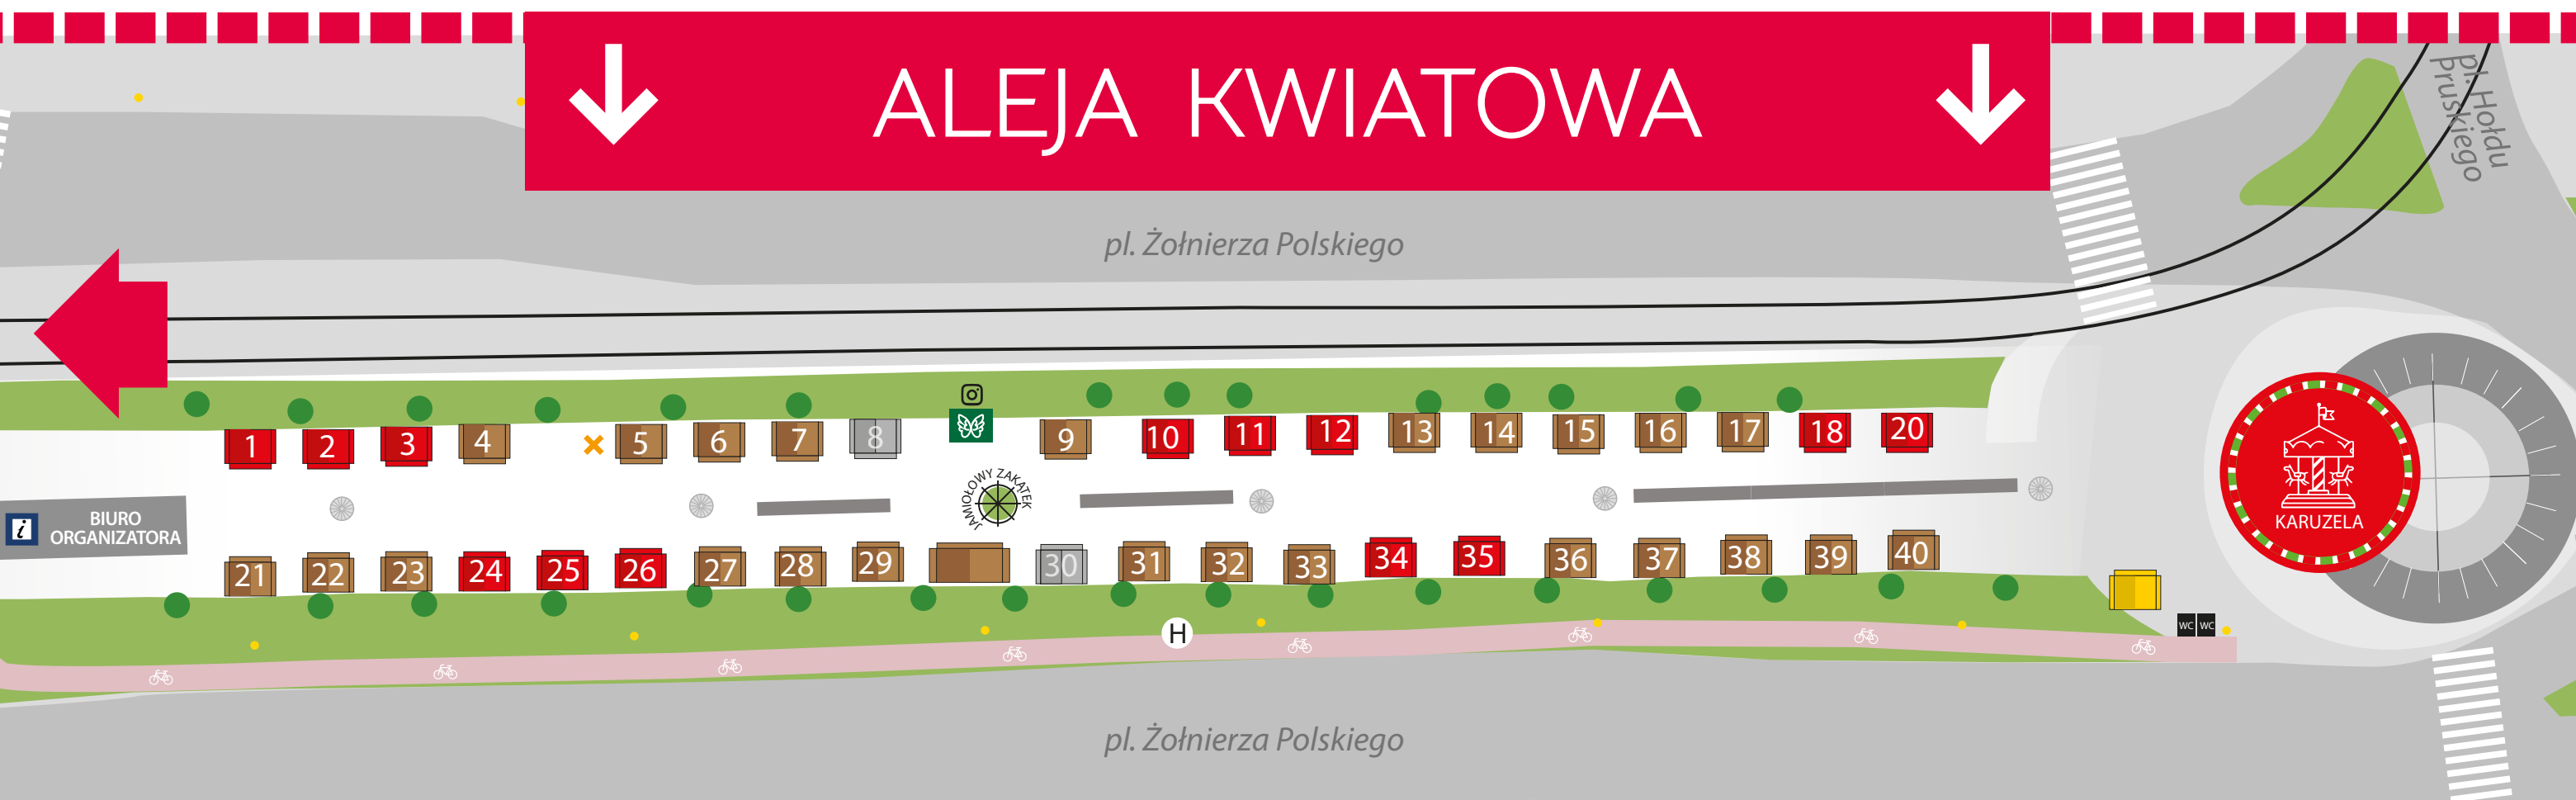 ALEJA KWIATOWA
pl. Hołdu
Pruskiego
pl. Żołnierza Polskiego
1 2 3 4 5 6 7 8 9 10 11 12 13 14 15 16 17 18 20
JAMIOŁOWY ZAKĄTEK
i
BIURO
ORGANIZATORA
KARUZELA
21 22 23 24 25 26 27 28 29 30 31 32 33 34 35 36 37 38 39 40
WC WC
H
pl. Żołnierza Polskiego